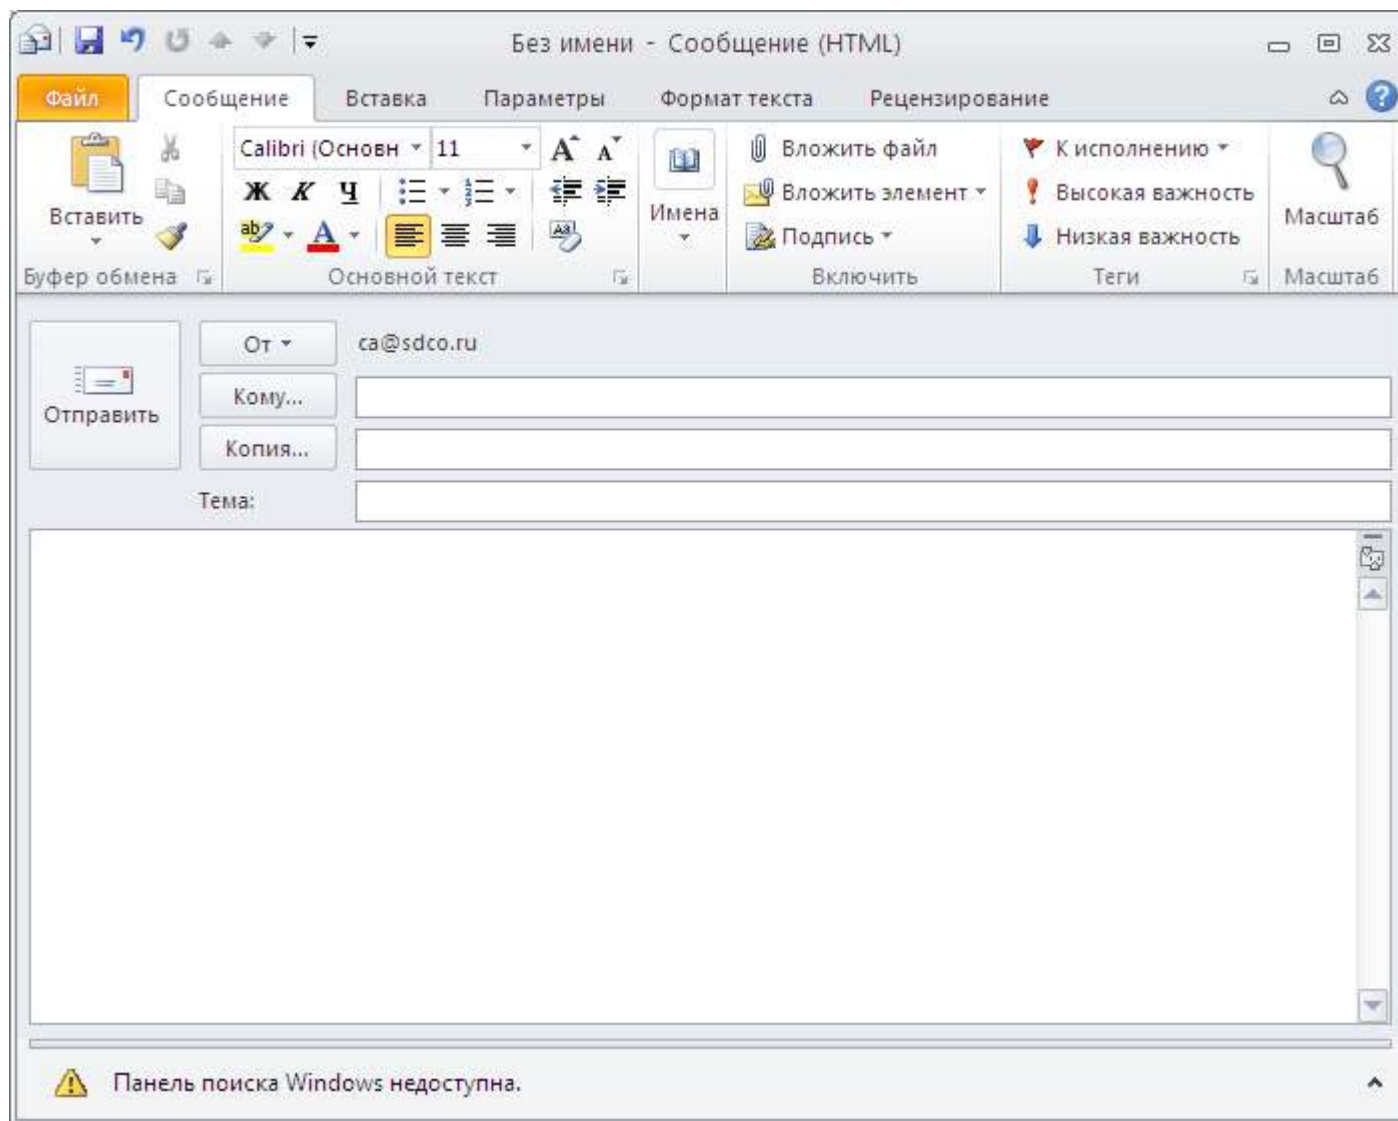 Без имени - Сообщение (HTML)
Файл Сообщение Вставка Параметры Формат текста Рецензирование
Calibri (Основн 11
Вложить файл
К исполнению
Ж К Ч
Вставить
Имена
Вложить элемент
Высокая важность
Масштаб
Подпись
Низкая важность
Буфер обмена Основной текст Включить Теги Масштаб
От ca@sdco.ru
Кому...
Отправить
Копия...
Тема:
Панель поиска Windows недоступна.